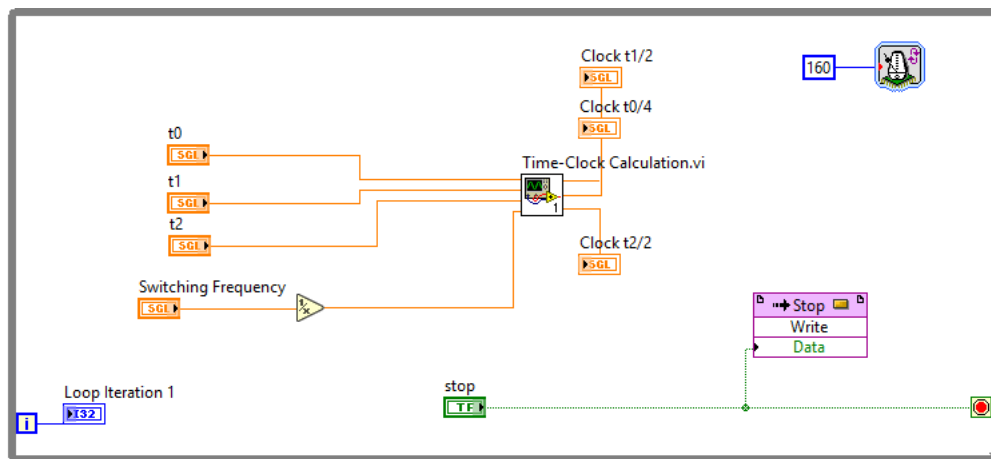 Clock t1/2
SGL
160
Clock t0/4
SGL
t0
SGL
Time-Clock Calculation.vi
1
t1
SGL
t2
SGL
Clock t2/2
SGL
Switching Frequency
SGL
1/x
Stop
Write
Data
Loop Iteration 1
I32
i
stop
TF